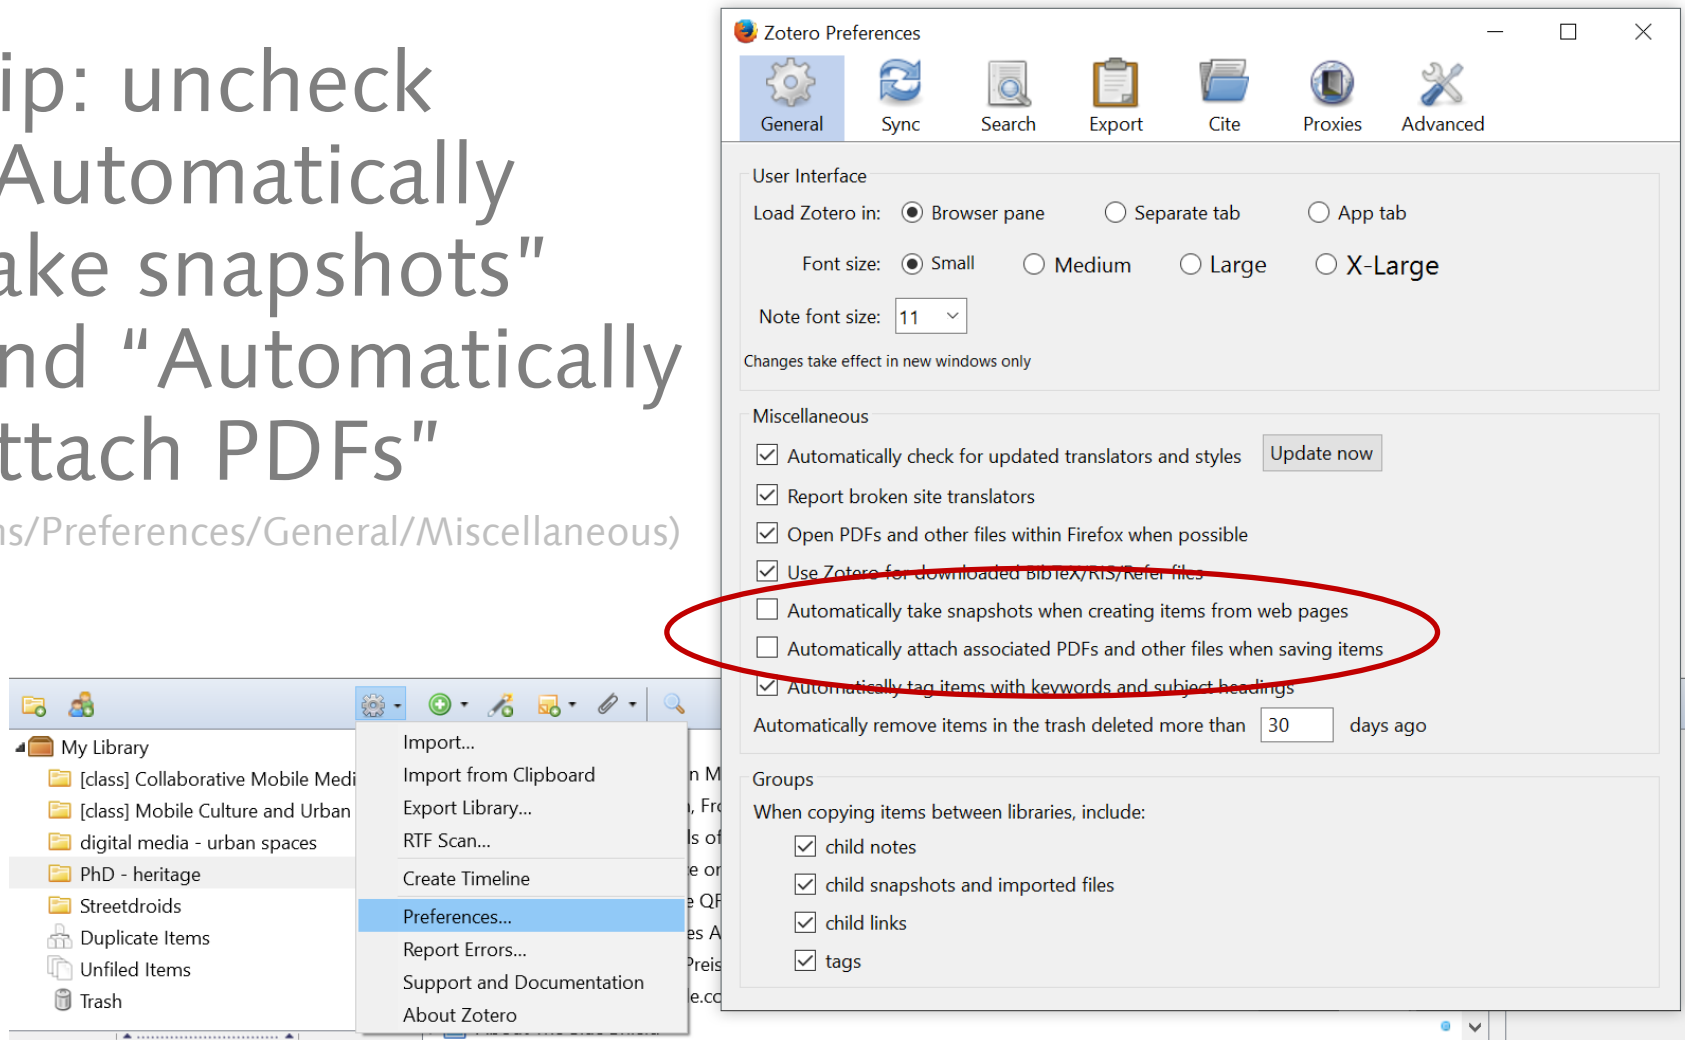 ip: uncheck
Automatically
ake snapshots”
nd “Automatically
ttach PDFs”
ns/Preferences/General/Miscellaneous)
Zotero Preferences
General Sync Search Export Cite Proxies Advanced
User Interface
Load Zotero in: Browser pane Separate tab App tab
Font size: Small Medium Large X-Large
Note font size: 11
Changes take effect in new windows only
Miscellaneous
Automatically check for updated translators and styles Update now
Report broken site translators
Open PDFs and other files within Firefox when possible
Use Zotero for downloaded BibTeX/RIS/Refer files
Automatically take snapshots when creating items from web pages
Automatically attach associated PDFs and other files when saving items
Automatically tag items with keywords and subject headings
Automatically remove items in the trash deleted more than 30 days ago
Groups
When copying items between libraries, include:
child notes
child snapshots and imported files
child links
tags
My Library
[class] Collaborative Mobile Medi
[class] Mobile Culture and Urban
digital media - urban spaces
PhD - heritage
Streetdroids
Duplicate Items
Unfiled Items
Trash
Import...
Import from Clipboard
Export Library...
RTF Scan...
Create Timeline
Preferences...
Report Errors...
Support and Documentation
About Zotero